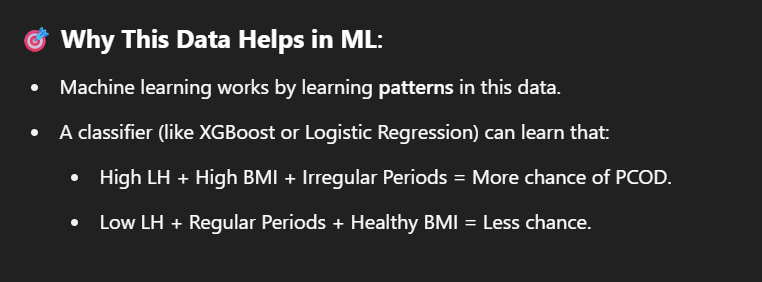 🎯 Why This Data Helps in ML:
• Machine learning works by learning patterns in this data.
• A classifier (like XGBoost or Logistic Regression) can learn that:
• High LH + High BMI + Irregular Periods = More chance of PCOD.
• Low LH + Regular Periods + Healthy BMI = Less chance.